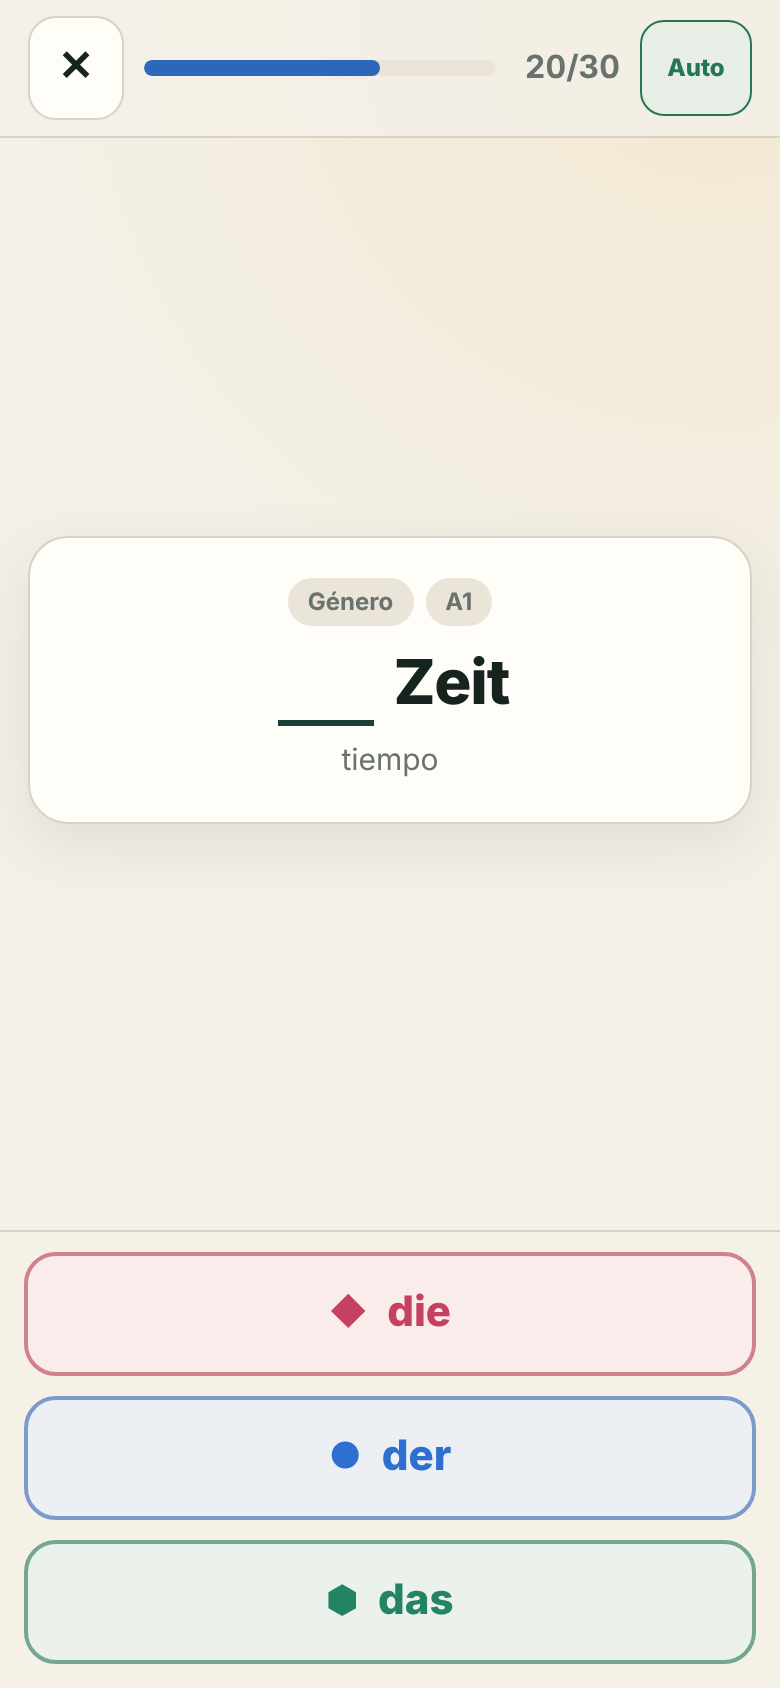 ✕ 20/30 Auto
Género A1
___ Zeit
tiempo
die
der
das